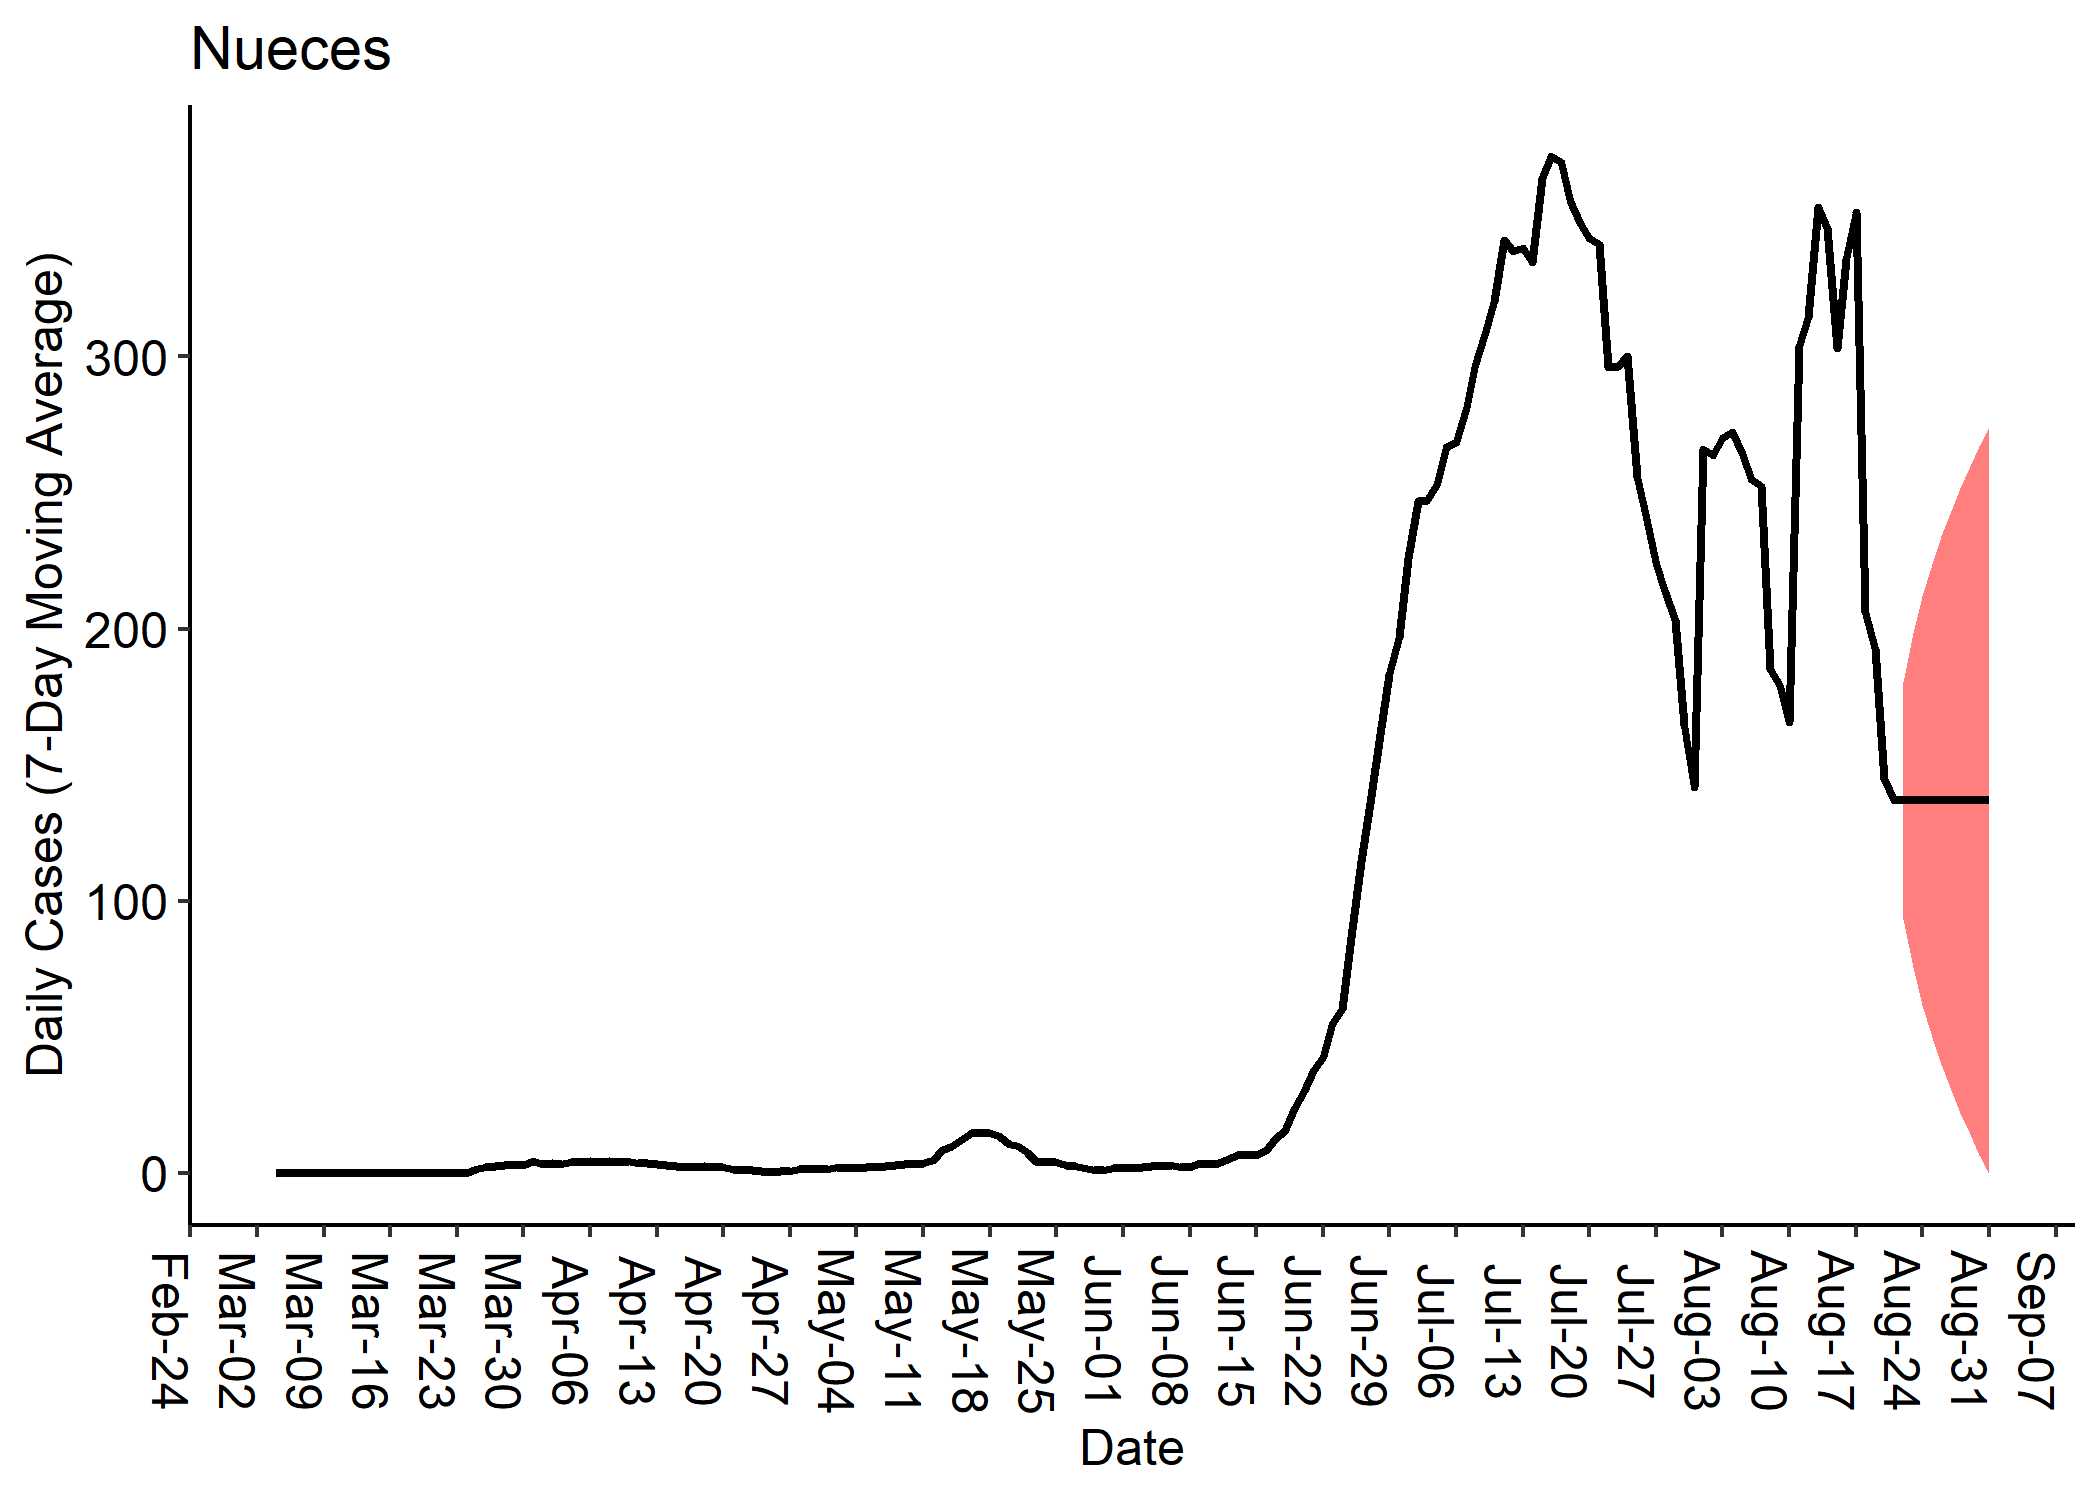 Nueces
Daily Cases (7-Day Moving Average)
300
200
100
0
Feb-24
Mar-02
Mar-09
Mar-16
Mar-23
Mar-30
Apr-06
Apr-13
Apr-20
Apr-27
May-04
May-11
May-18
May-25
Jun-01
Jun-08
Jun-15
Jun-22
Jun-29
Jul-06
Jul-13
Jul-20
Jul-27
Aug-03
Aug-10
Aug-17
Aug-24
Aug-31
Sep-07
Date